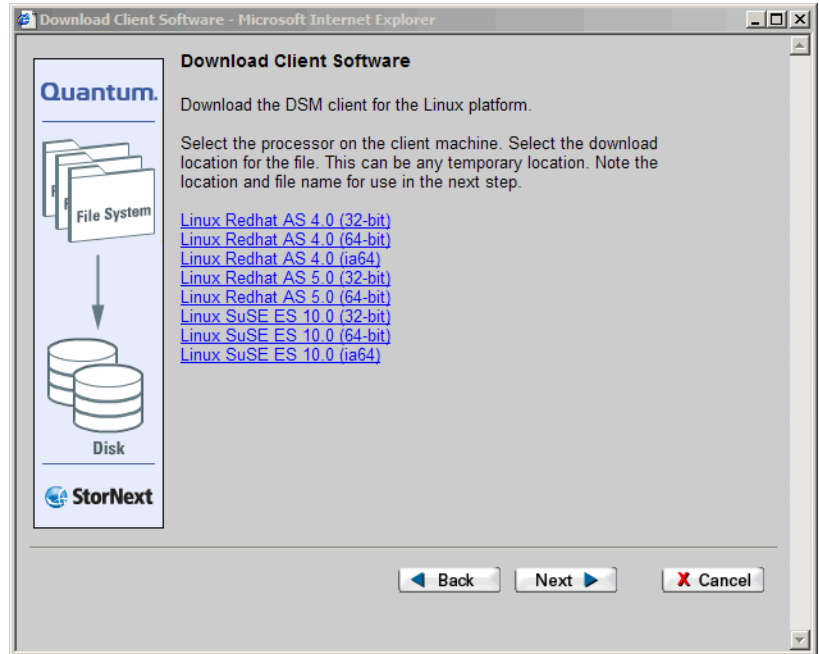 Download Client Software - Microsoft Internet Explorer
Quantum.
File System
Disk
StorNext
Download Client Software
Download the DSM client for the Linux platform.
Select the processor on the client machine. Select the download
location for the file. This can be any temporary location. Note the
location and file name for use in the next step.
Linux Redhat AS 4.0 (32-bit)
Linux Redhat AS 4.0 (64-bit)
Linux Redhat AS 4.0 (ia64)
Linux Redhat AS 5.0 (32-bit)
Linux Redhat AS 5.0 (64-bit)
Linux SuSE ES 10.0 (32-bit)
Linux SuSE ES 10.0 (64-bit)
Linux SuSE ES 10.0 (ia64)
Back
Next
X Cancel